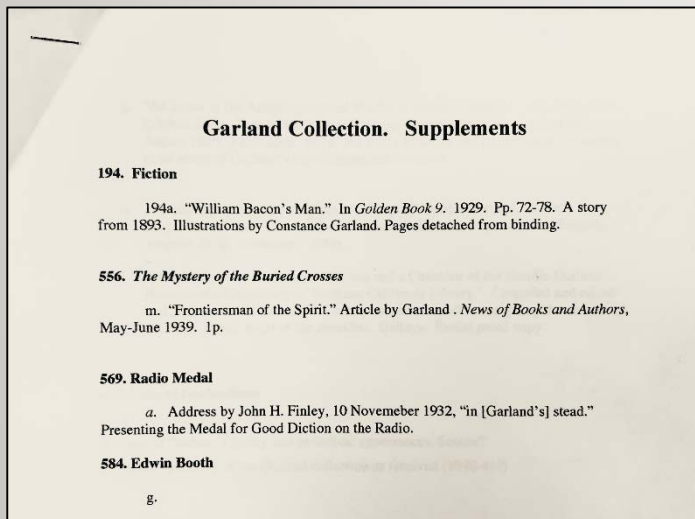 Garland Collection. Supplements
194. Fiction
194a. “William Bacon's Man.” In Golden Book 9. 1929. Pp. 72-78. A story
from 1893. Illustrations by Constance Garland. Pages detached from binding.
556. The Mystery of the Buried Crosses
m. “Frontiersman of the Spirit.” Article by Garland . News of Books and Authors,
May-June 1939. 1p.
569. Radio Medal
a. Address by John H. Finley, 10 Novemeber 1932, “in [Garland's] stead.”
Presenting the Medal for Good Diction on the Radio.
584. Edwin Booth
g.